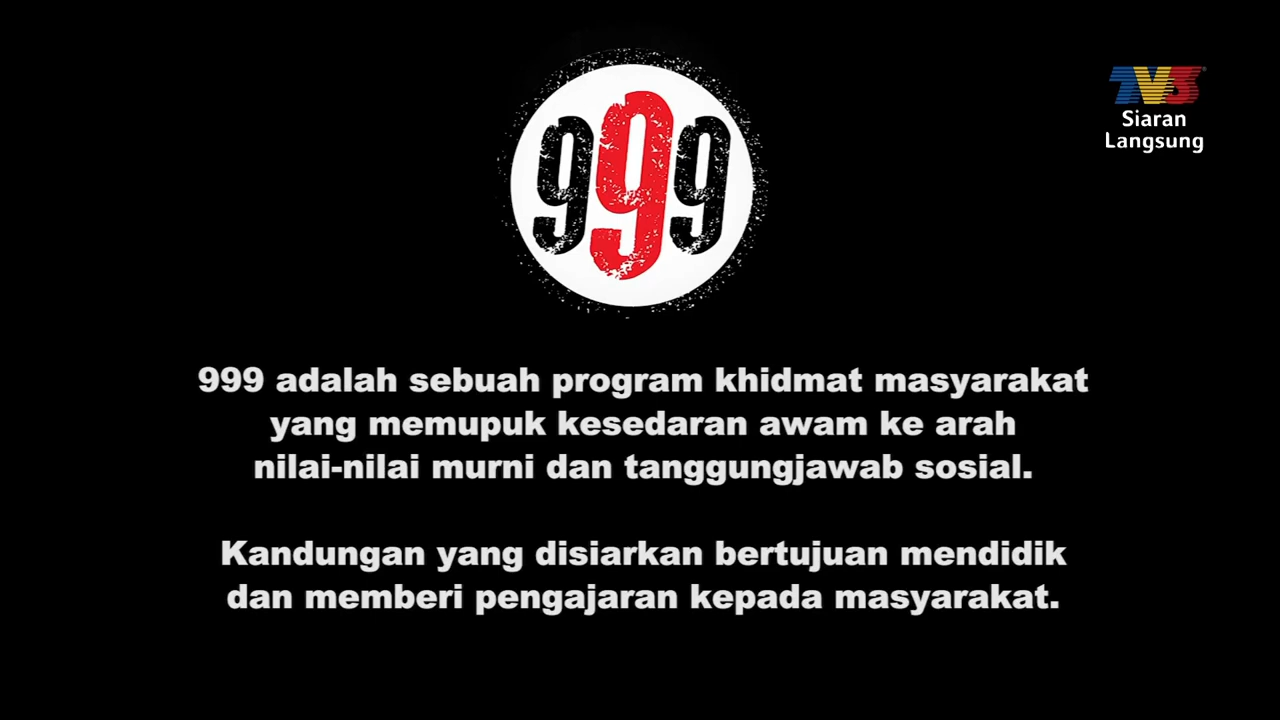 999
TV3
Siaran
Langsung
999 adalah sebuah program khidmat masyarakat
yang memupuk kesedaran awam ke arah
nilai-nilai murni dan tanggungjawab sosial.
Kandungan yang disiarkan bertujuan mendidik
dan memberi pengajaran kepada masyarakat.